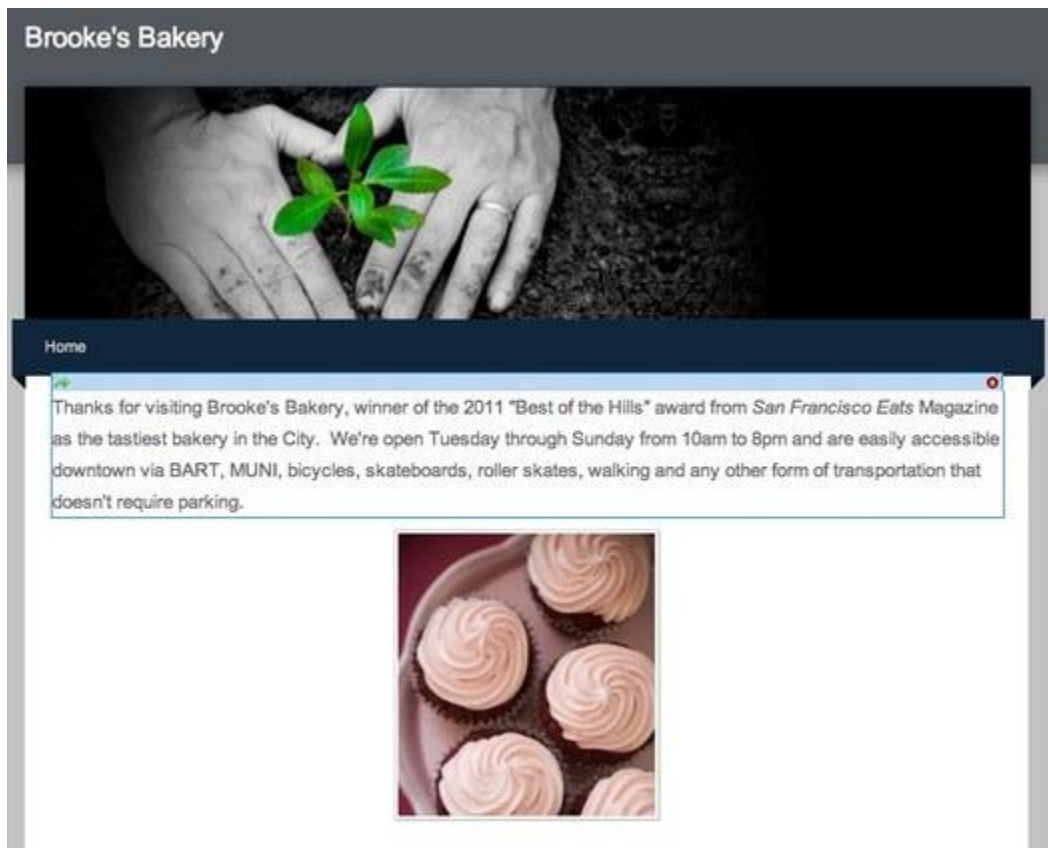 Brooke's Bakery
Home
Thanks for visiting Brooke's Bakery, winner of the 2011 "Best of the Hills" award from San Francisco Eats Magazine
as the tastiest bakery in the City.  We're open Tuesday through Sunday from 10am to 8pm and are easily accessible
downtown via BART, MUNI, bicycles, skateboards, roller skates, walking and any other form of transportation that
doesn't require parking.